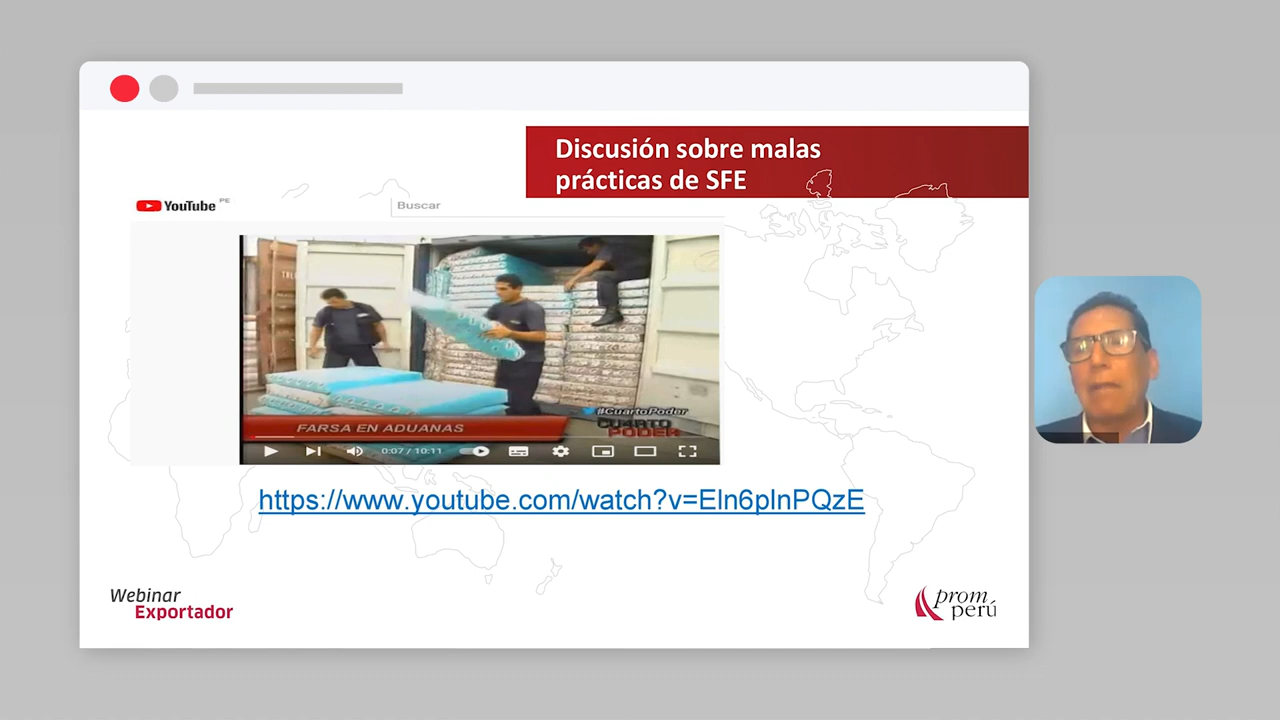 Discusión sobre malas
prácticas de SFE
YouTube PE
Buscar
#CuartoPoder
CUARTO
PODER
FARSA EN ADUANAS
0:07 / 10:11
https://www.youtube.com/watch?v=Eln6plnPQzE
Webinar
Exportador
prom
perú